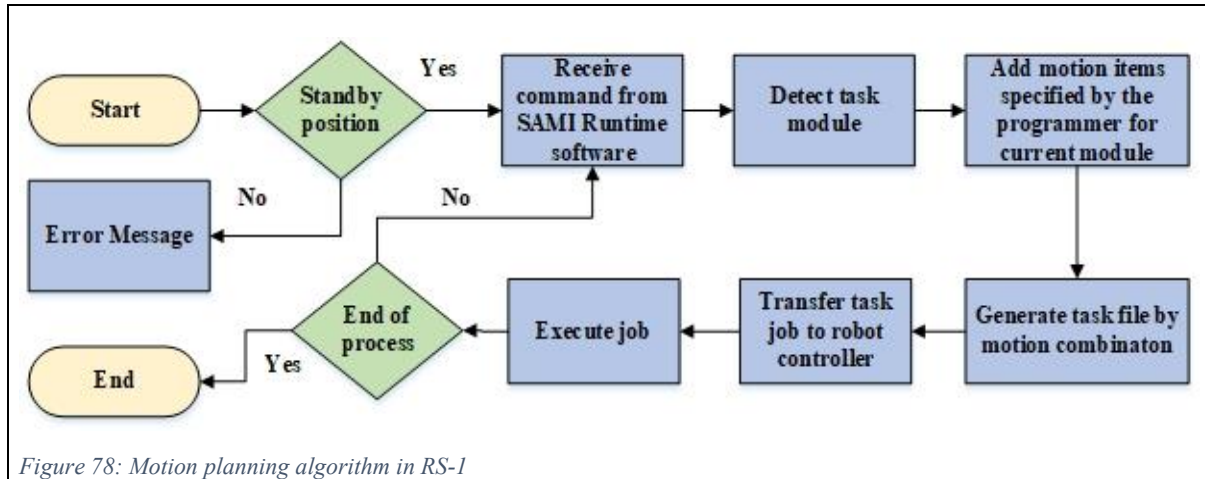 Start
Standby
position
Yes
No
Error Message
Receive
command from
SAMI Runtime
software
Detect task
module
Add motion items
specified by the
programmer for
current module
Generate task file by
motion combinaton
Transfer task
job to robot
controller
Execute job
End of
process
No
Yes
End
Figure 78: Motion planning algorithm in RS-1